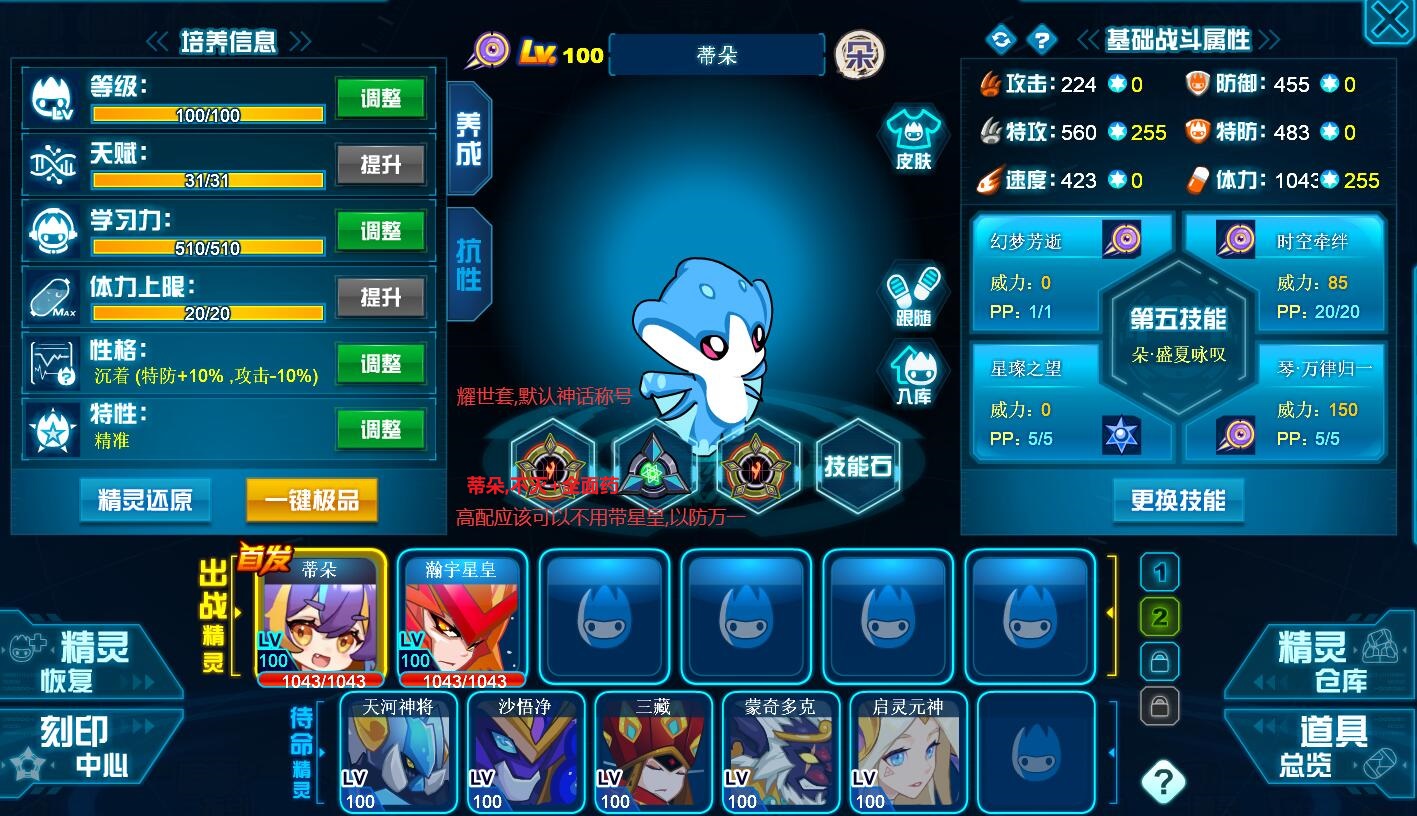 培养信息
等级:
100/100
调整
天赋:
31/31
提升
学习力:
510/510
调整
体力上限:
20/20
提升
性格:
沉着 (特防+10% ,攻击-10%)
调整
特性:
精准
调整
精灵还原
一键极品
养成
抗性
Lv. 100
蒂朵
朵
皮肤
跟随
入库
耀世套,默认神话称号
技能石
高配应该可以不用带星皇,以防万一
基础战斗属性
攻击: 224 0
防御: 455 0
特攻: 560 255
特防: 483 0
速度: 423 0
体力: 1043 255
幻梦芳逝
威力: 0
PP: 1/1
时空牵绊
威力: 85
PP: 20/20
第五技能
朵·盛夏咏叹
星璨之望
威力: 0
PP: 5/5
琴·万律归一
威力: 150
PP: 5/5
更换技能
出战精灵
首发
蒂朵
LV
100
1043/1043
瀚宇星皇
LV
100
1043/1043
1
2
待命精灵
天河神将
LV
100
沙悟净
LV
100
三藏
LV
100
蒙奇多克
LV
100
启灵元神
LV
100
精灵
恢复
刻印
中心
精灵
仓库
道具
总览